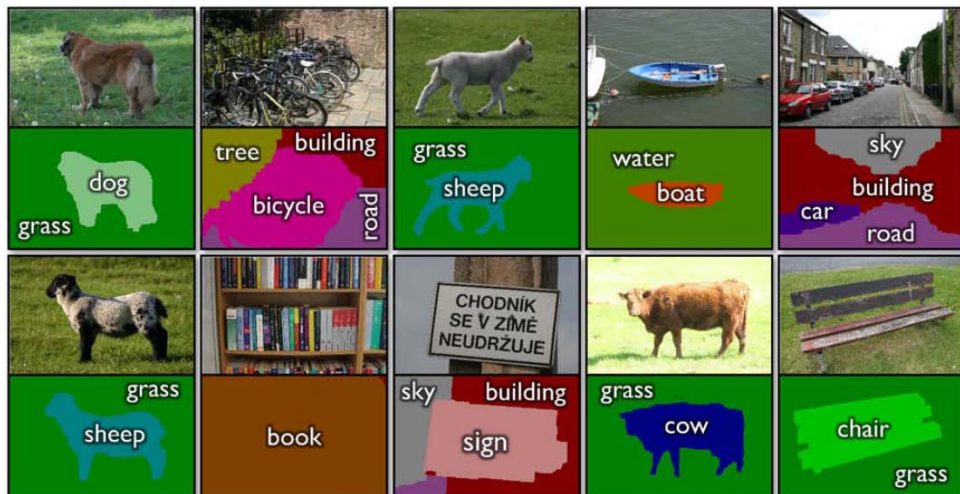 dog
grass
tree
building
bicycle
road
grass
sheep
water
boat
sky
building
car
road
CHODNÍK
SE V ZIMĚ
NEUDRŽUJE
grass
sheep
book
sky
building
sign
grass
cow
chair
grass